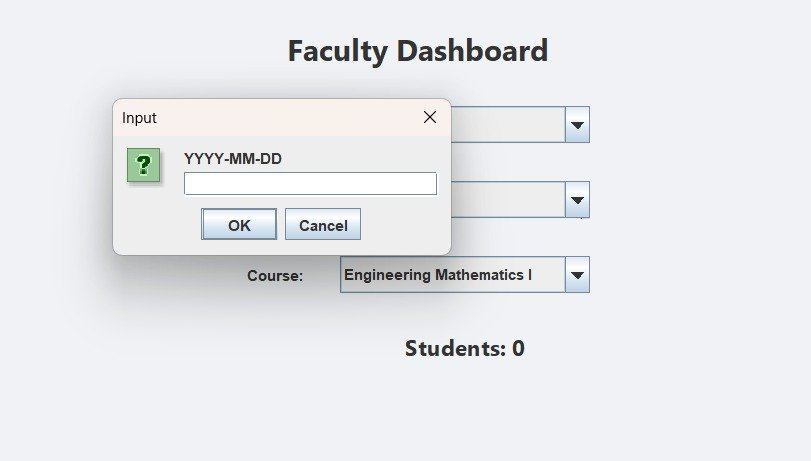 Faculty Dashboard
Input
?
YYYY-MM-DD
OK Cancel
Course: Engineering Mathematics I
Students: 0